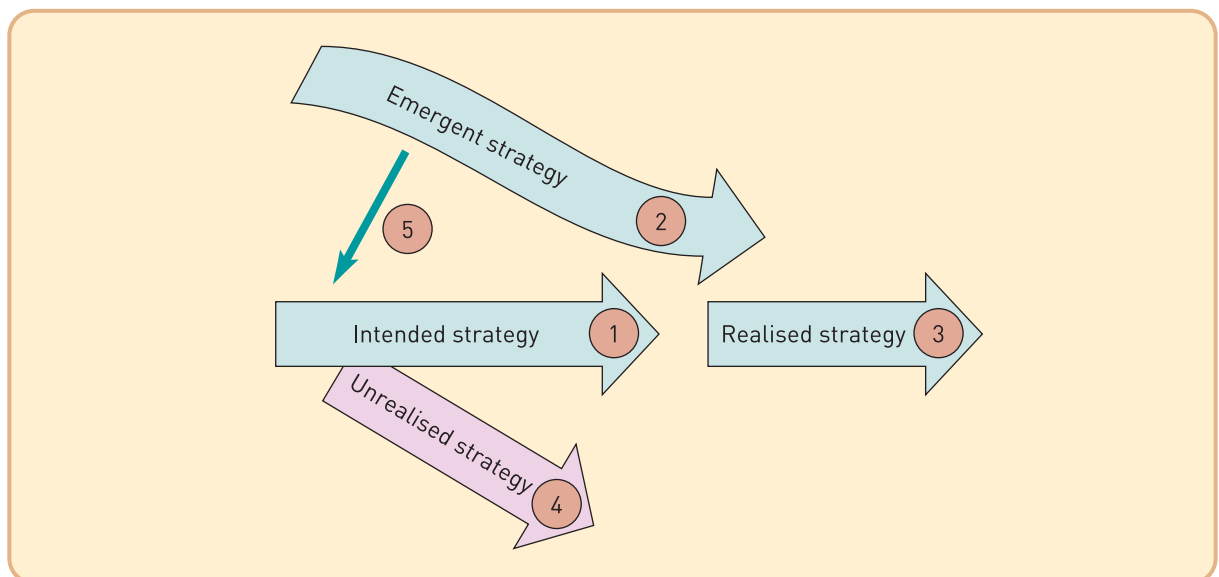 Emergent strategy
2
5
Intended strategy
1
Realised strategy
3
Unrealised strategy
4